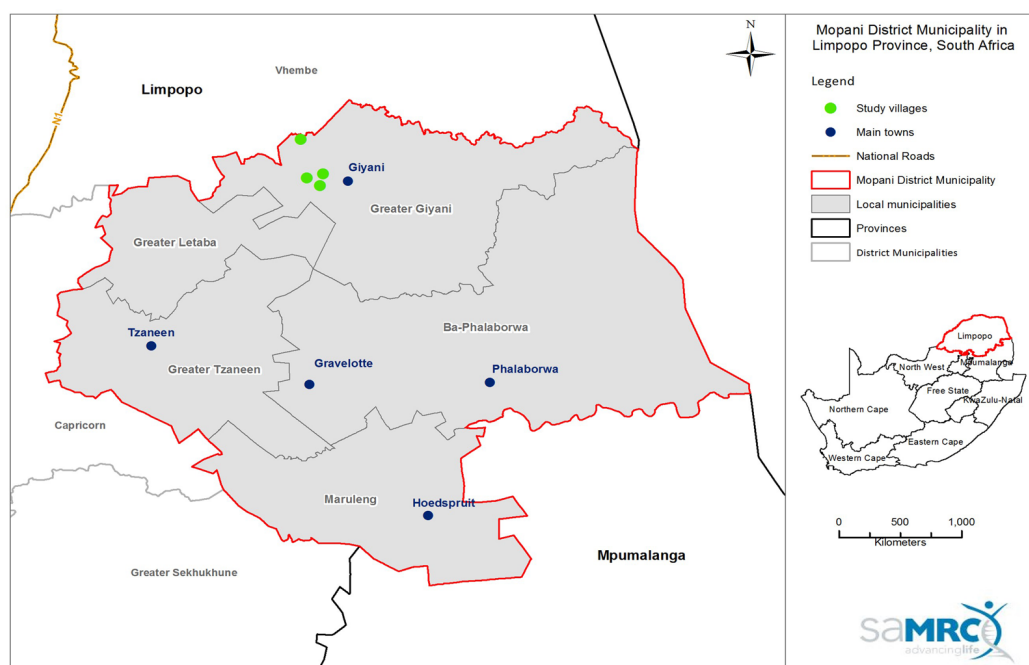 Mopani District Municipality in
Limpopo Province, South Africa
Legend
Study villages
Main towns
National Roads
Mopani District Municipality
Local municipalities
Provinces
District Municipalities
N
Vhembe
Limpopo
N1
Giyani
Greater Giyani
Greater Letaba
Ba-Phalaborwa
Tzaneen
Gravelotte
Greater Tzaneen
Phalaborwa
Capricorn
Maruleng
Hoedspruit
Mpumalanga
Greater Sekhukhune
Limpopo
Mpumalanga
North West
Free State
KwaZulu-Natal
Northern Cape
Eastern Cape
Western Cape
0 500 1,000
Kilometers
saMRC
advancinglife